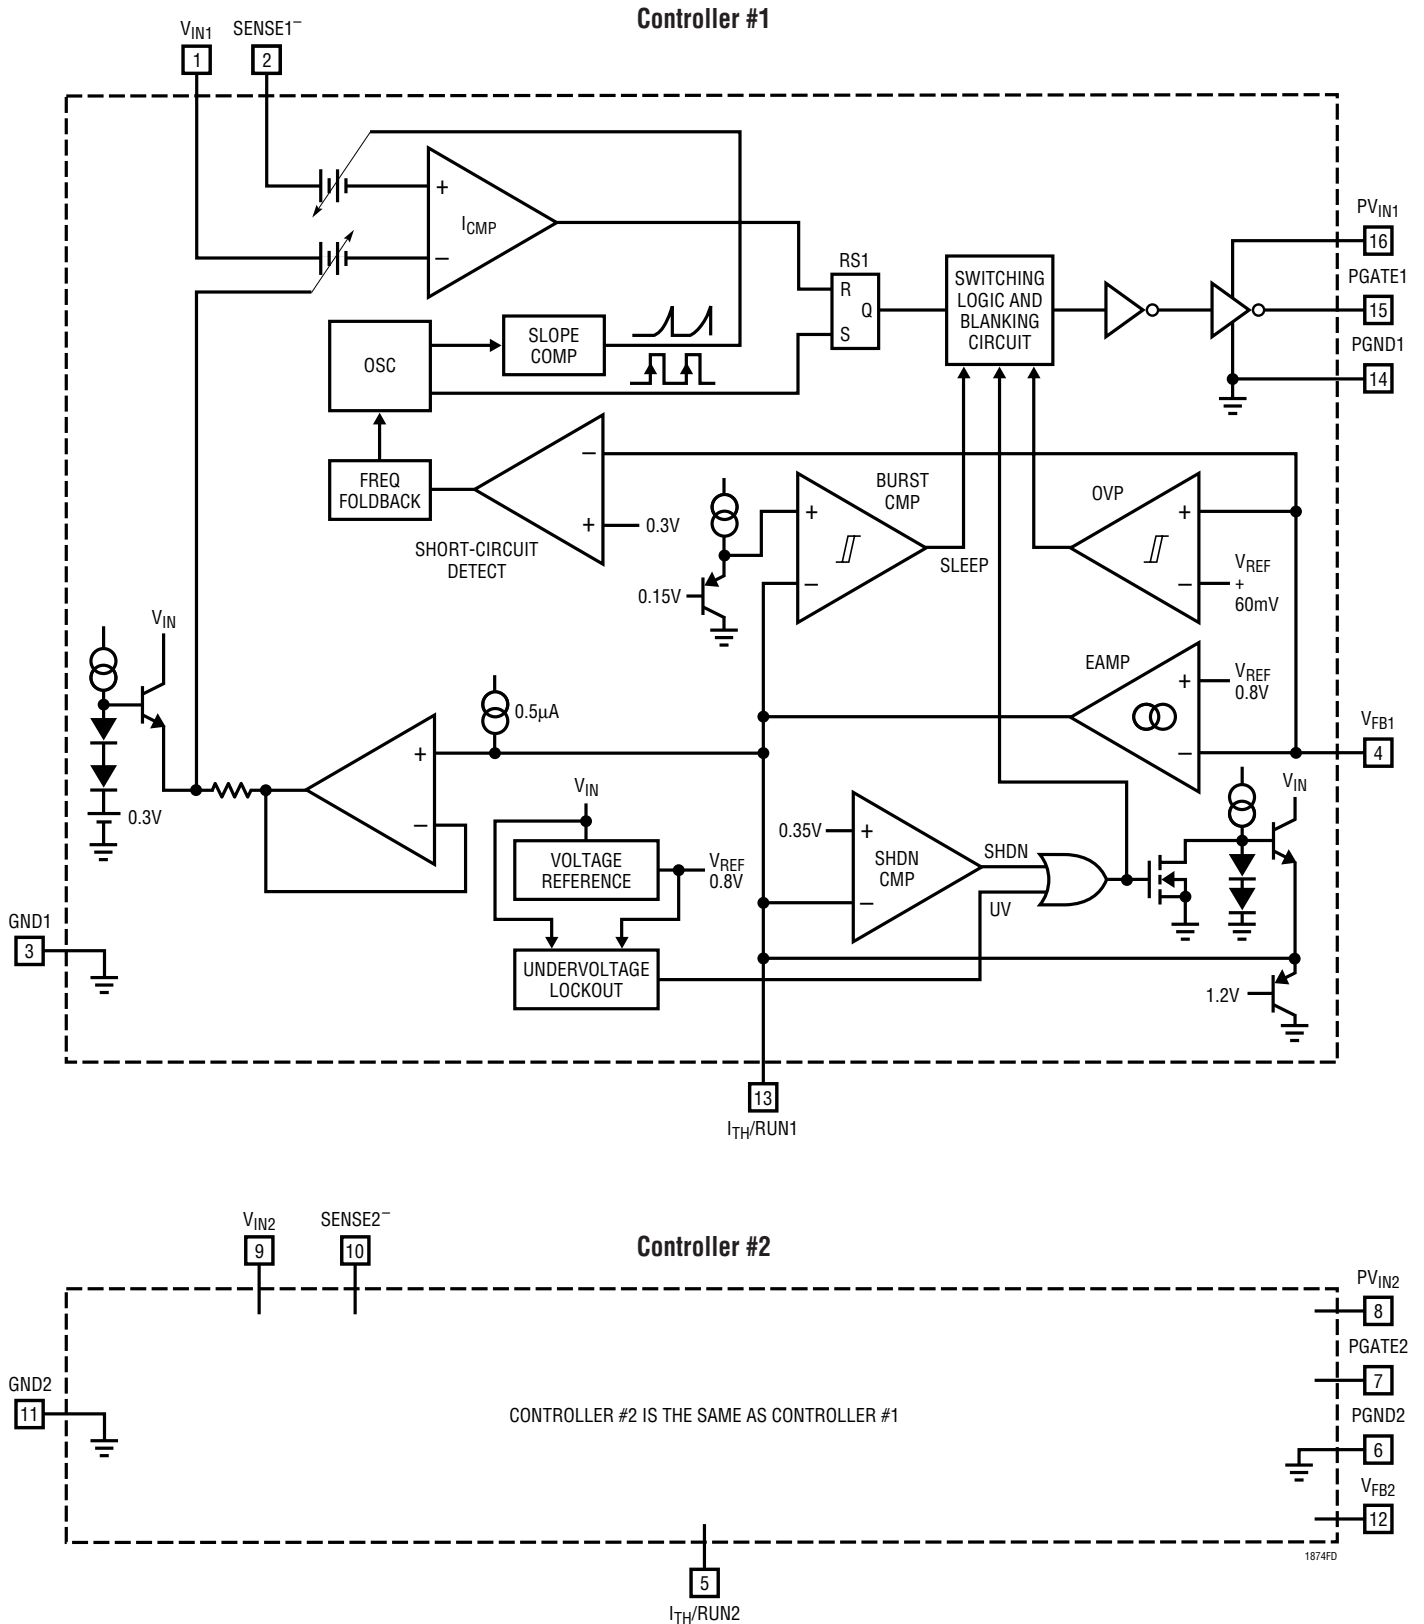 Controller #1
VIN1
SENSE1–
1
2
+
ICMP
–
PVIN1
16
RS1
R
Q
S
SWITCHING
LOGIC AND
BLANKING
CIRCUIT
PGATE1
15
PGND1
14
OSC
SLOPE
COMP
FREQ
FOLDBACK
–
+
0.3V
SHORT-CIRCUIT
DETECT
BURST
CMP
+
–
SLEEP
0.15V
OVP
+
–
VREF
+
60mV
VIN
EAMP
+
VREF
0.8V
–
VFB1
4
0.5µA
+
–
0.3V
VIN
VOLTAGE
REFERENCE
VREF
0.8V
0.35V
+
SHDN
CMP
–
SHDN
UV
VIN
GND1
3
UNDERVOLTAGE
LOCKOUT
1.2V
13
ITH/RUN1
Controller #2
VIN2
SENSE2–
9
10
PVIN2
8
PGATE2
7
GND2
11
CONTROLLER #2 IS THE SAME AS CONTROLLER #1
PGND2
6
VFB2
12
1874FD
5
ITH/RUN2